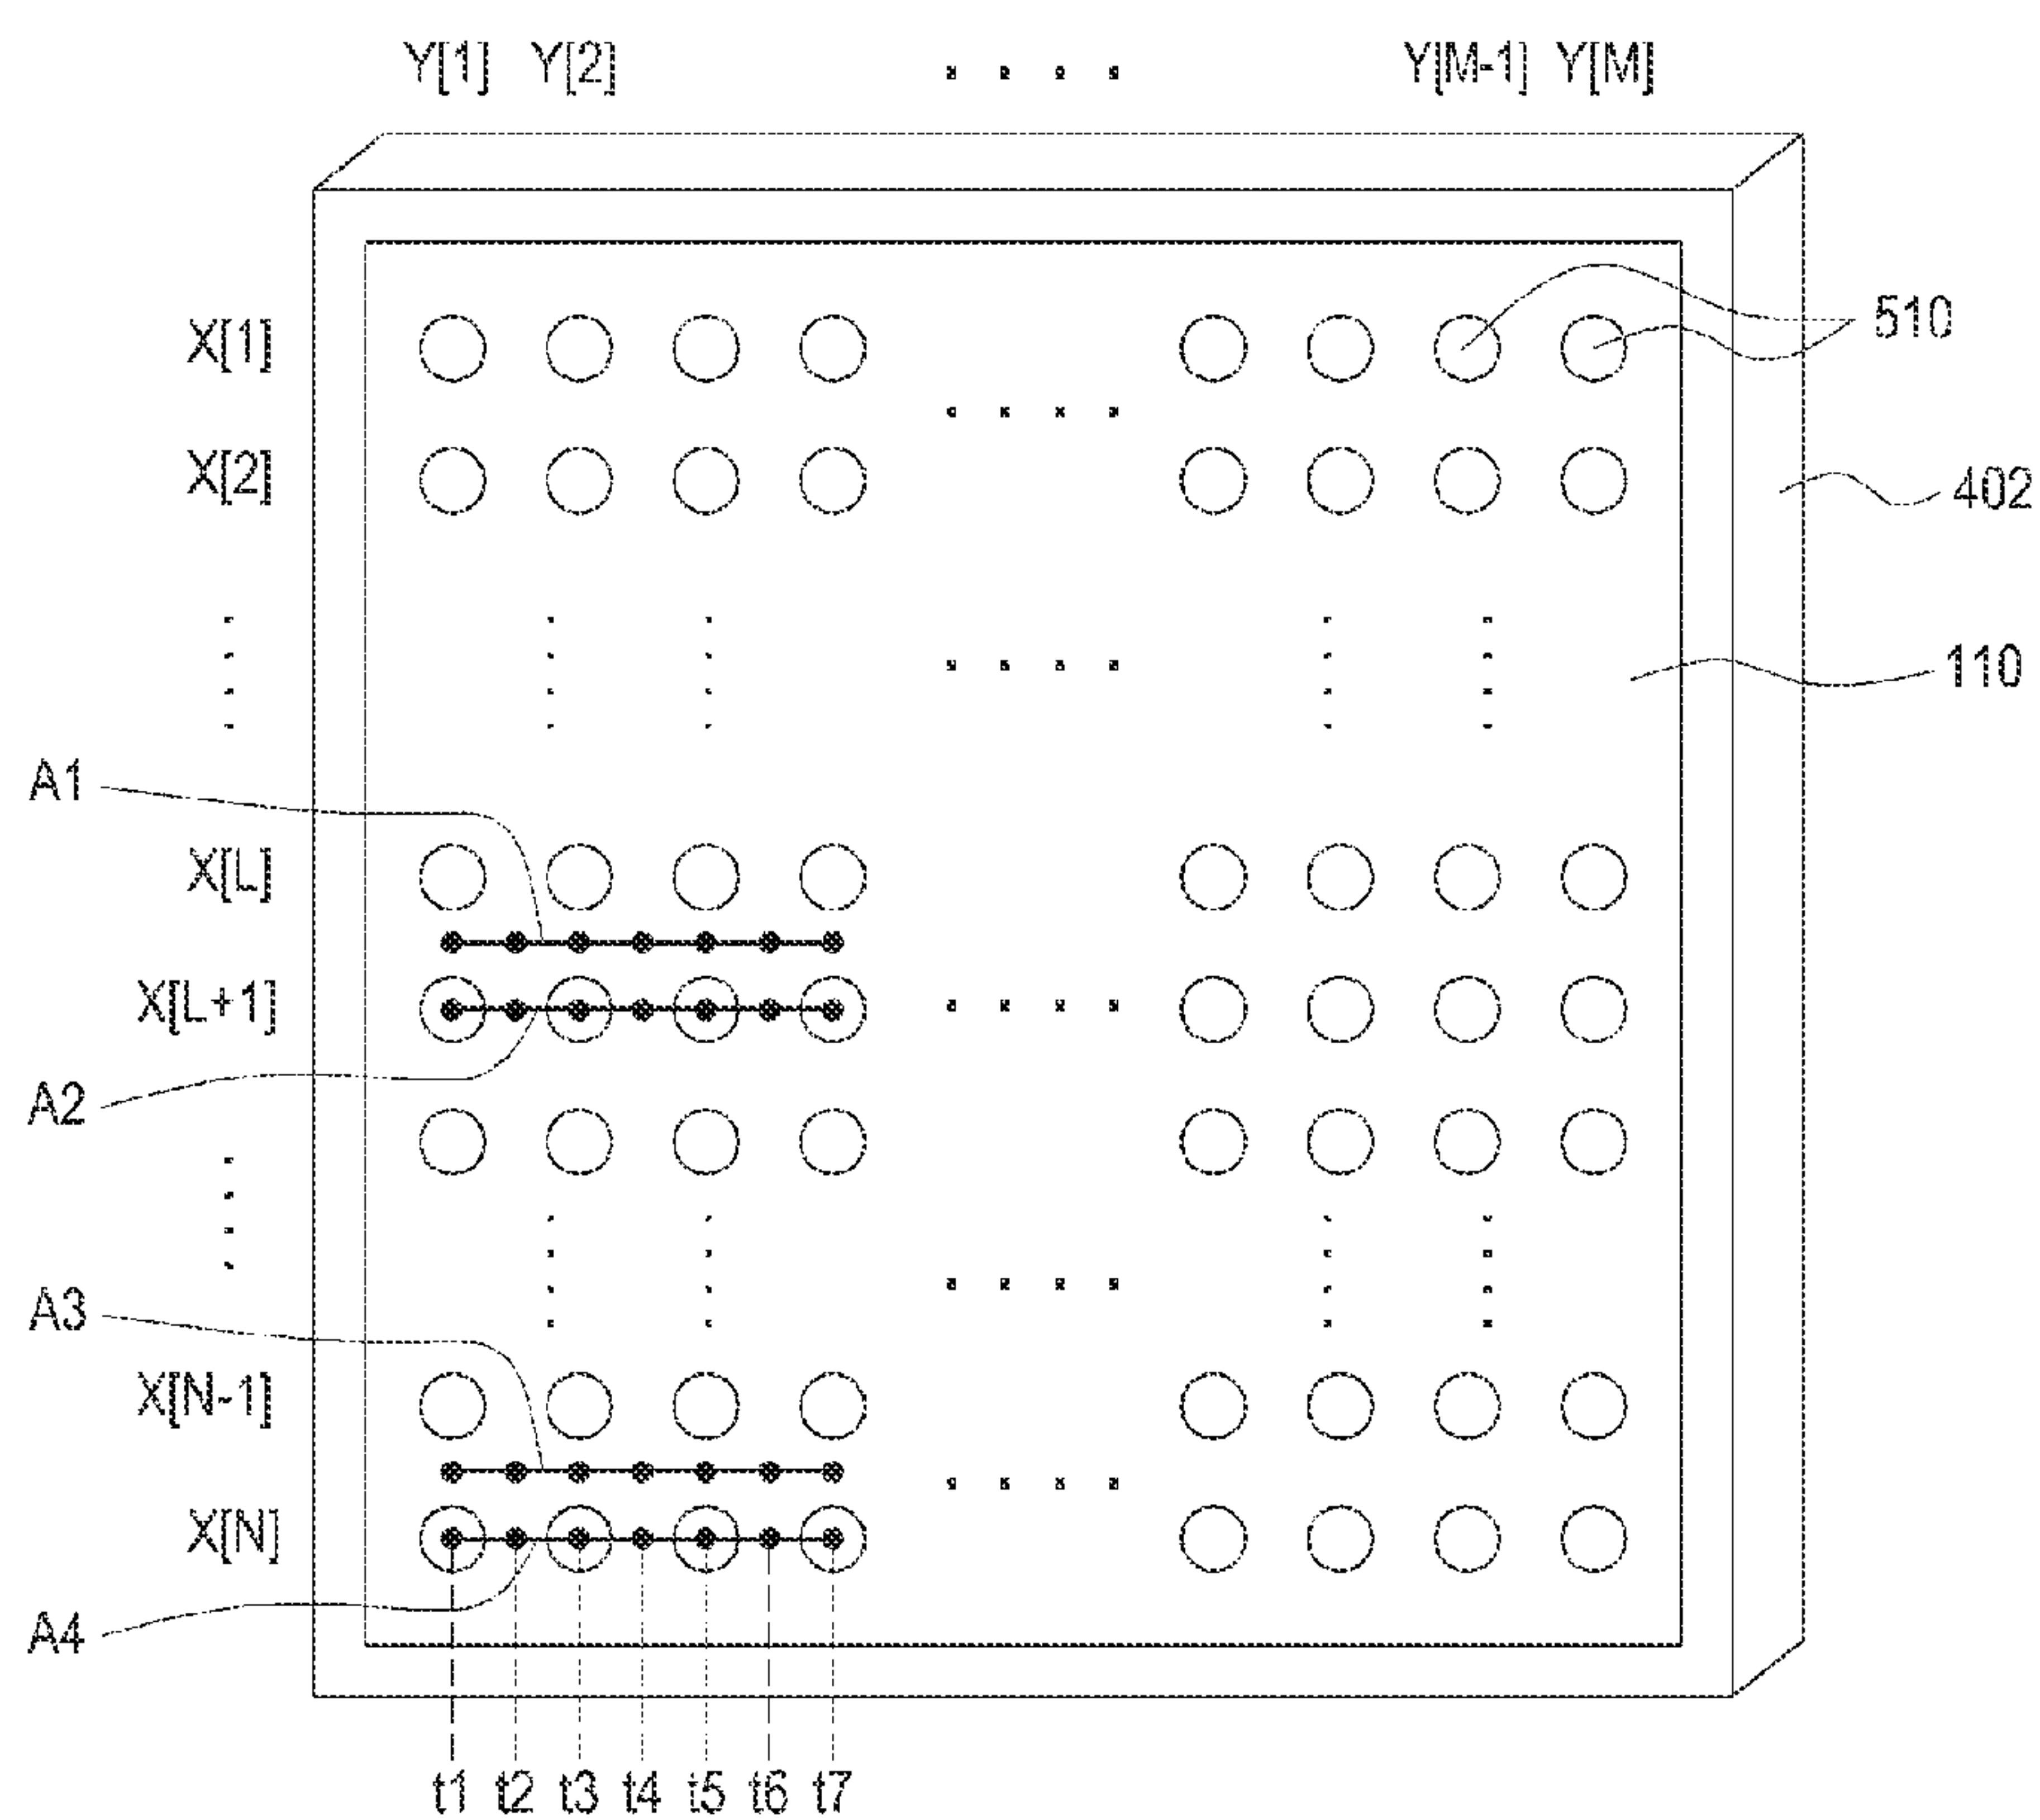 Y[1] Y[2] . . . . Y[M-1] Y[M]
X[1] 510
X[2] 402
110
A1
X[L]
X[L+1]
A2
A3
X[N-1]
X[N]
A4
t1 t2 t3 t4 t5 t6 t7